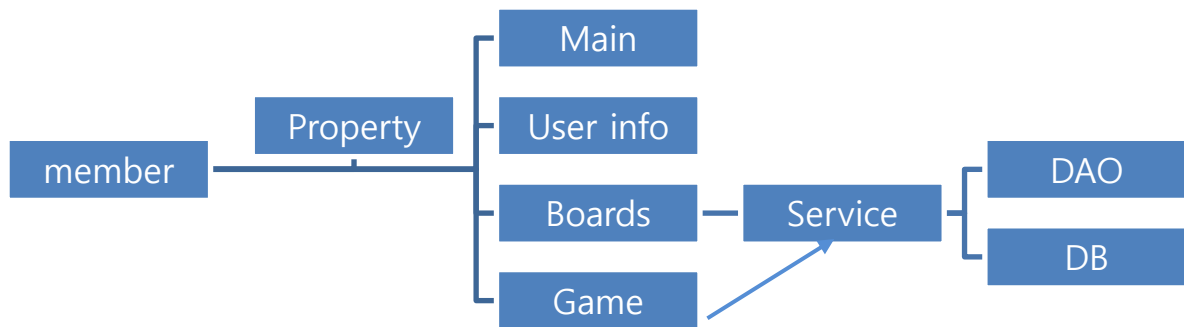 Main
Property
User info
member
DAO
Boards
Service
DB
Game